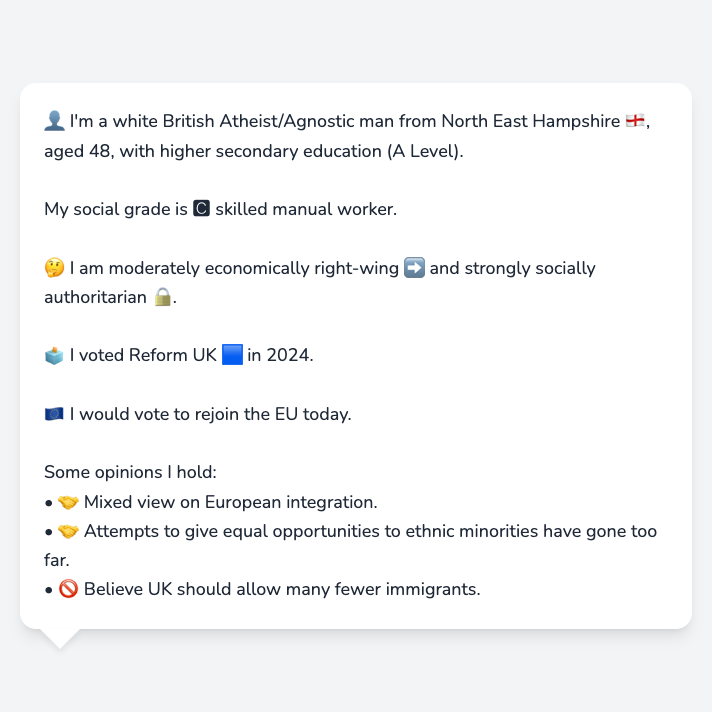 👤 I'm a white British Atheist/Agnostic man from North East Hampshire 🏴󠁧󠁢󠁥󠁮󠁧󠁿,
aged 48, with higher secondary education (A Level).
My social grade is 🅲 skilled manual worker.
🤔 I am moderately economically right-wing ➡️ and strongly socially
authoritarian 🔒.
🗳️ I voted Reform UK 🟦 in 2024.
🇪🇺 I would vote to rejoin the EU today.
Some opinions I hold:
• 🤝 Mixed view on European integration.
• 🤝 Attempts to give equal opportunities to ethnic minorities have gone too
far.
• 🚫 Believe UK should allow many fewer immigrants.